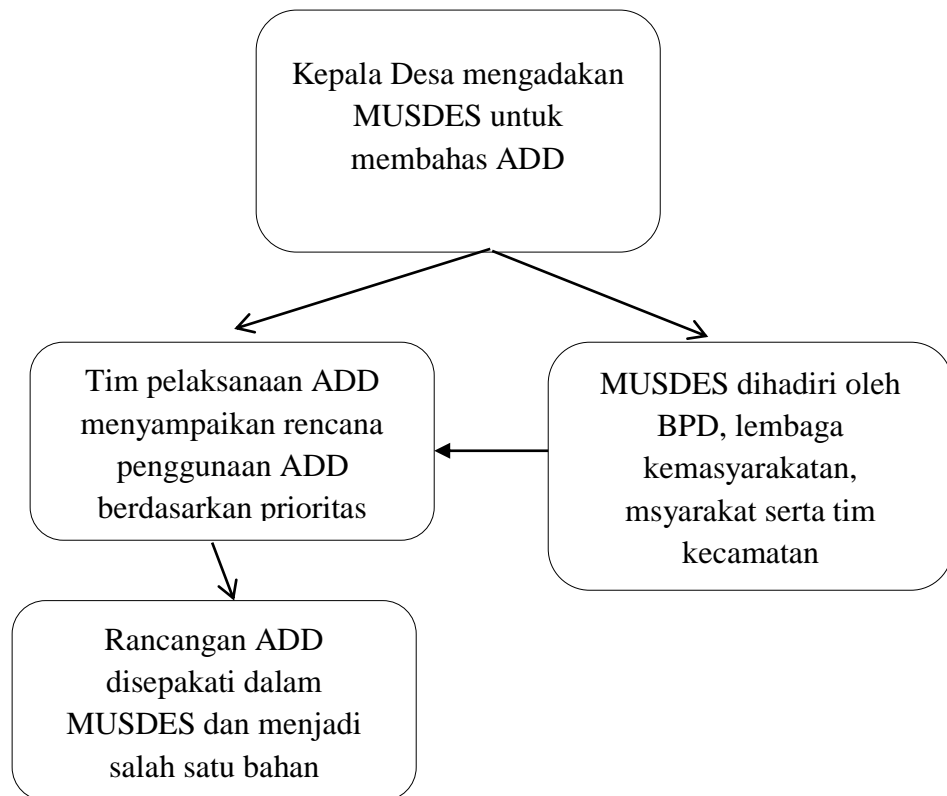 Kepala Desa mengadakan
MUSDES untuk
membahas ADD
Tim pelaksanaan ADD
menyampaikan rencana
penggunaan ADD
berdasarkan prioritas
MUSDES dihadiri oleh
BPD, lembaga
kemasyarakatan,
msyarakat serta tim
kecamatan
Rancangan ADD
disepakati dalam
MUSDES dan menjadi
salah satu bahan